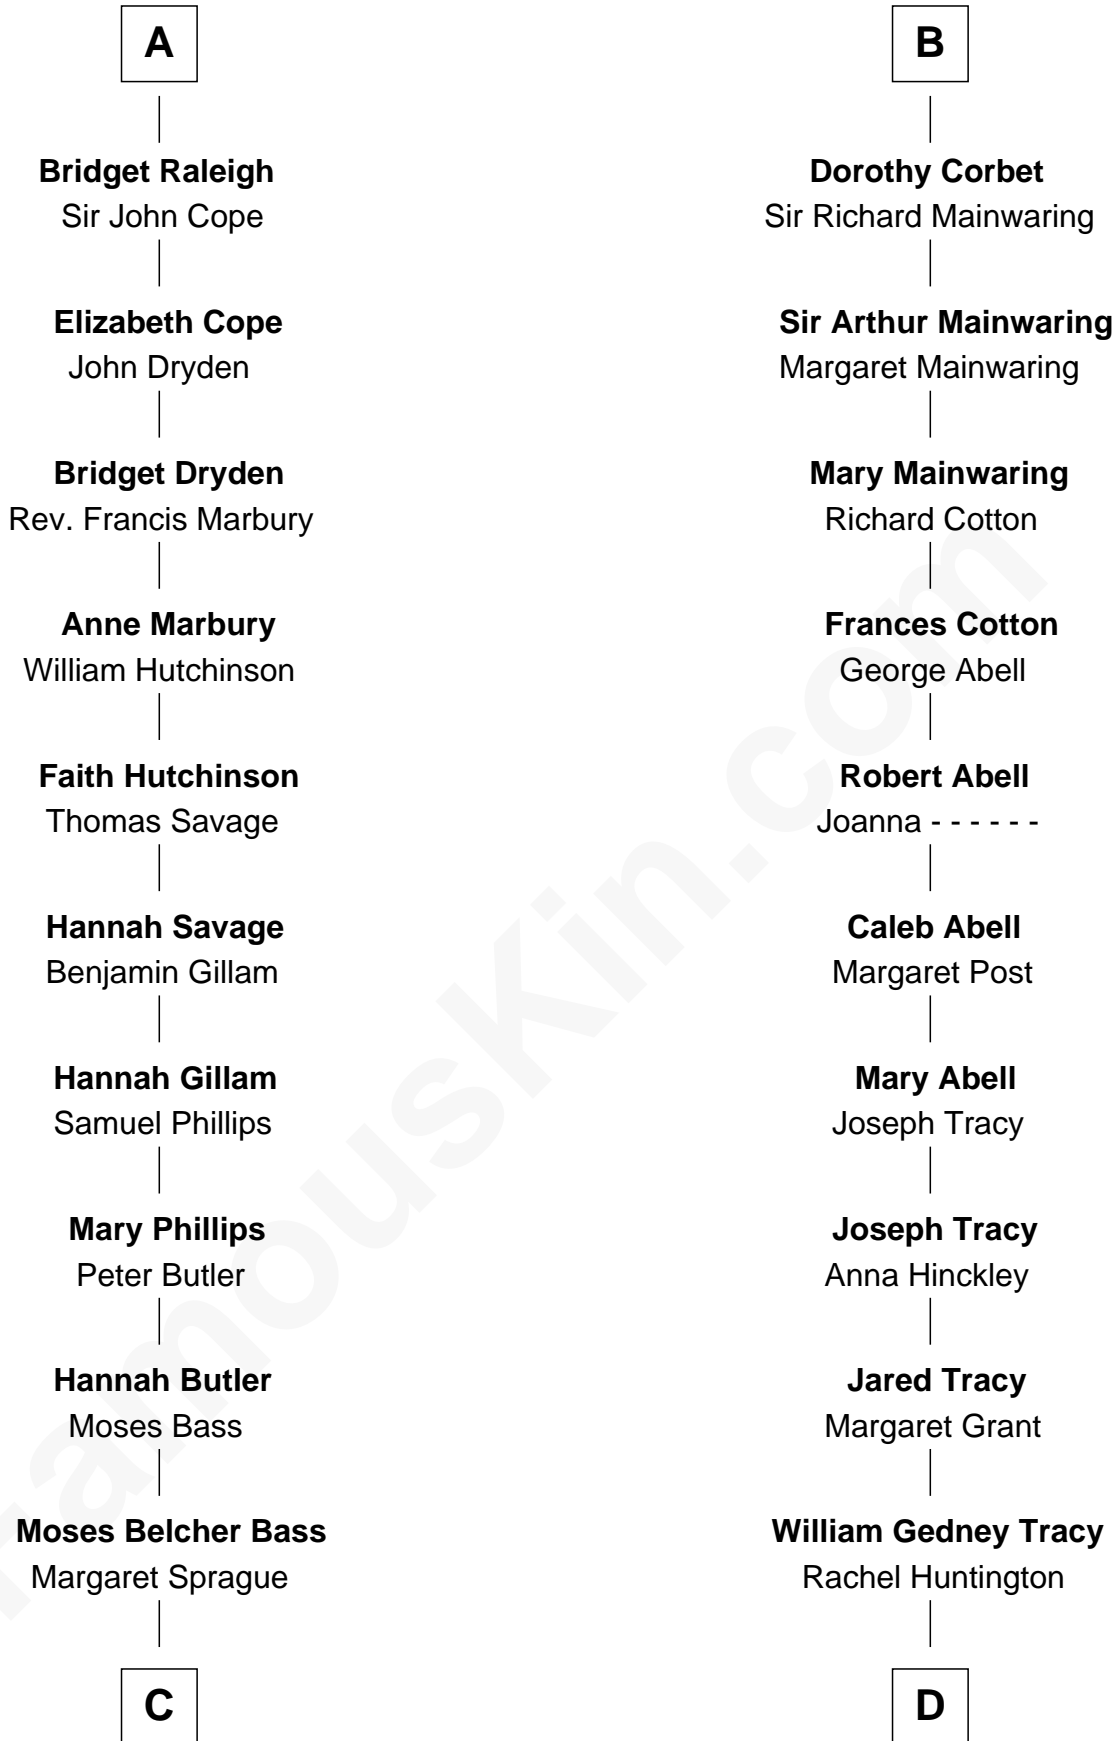 A
Bridget Raleigh
Sir John Cope
Elizabeth Cope
John Dryden
Bridget Dryden
Rev. Francis Marbury
Anne Marbury
William Hutchinson
Faith Hutchinson
Thomas Savage
Hannah Savage
Benjamin Gillam
Hannah Gillam
Samuel Phillips
Mary Phillips
Peter Butler
Hannah Butler
Moses Bass
Moses Belcher Bass
Margaret Sprague
C
B
Dorothy Corbet
Sir Richard Mainwaring
Sir Arthur Mainwaring
Margaret Mainwaring
Mary Mainwaring
Richard Cotton
Frances Cotton
George Abell
Robert Abell
Joanna - - - - - -
Caleb Abell
Margaret Post
Mary Abell
Joseph Tracy
Joseph Tracy
Anna Hinckley
Jared Tracy
Margaret Grant
William Gedney Tracy
Rachel Huntington
D
FamousKin.com